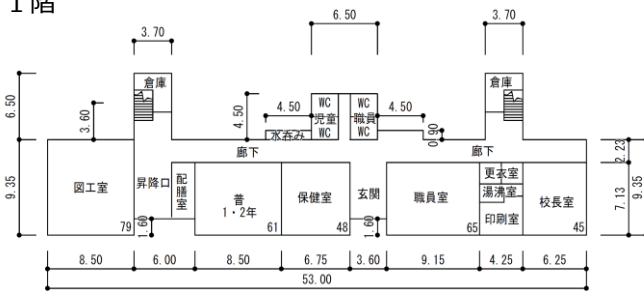 1階
6.50
3.70
3.70
倉庫
WC
WC
倉庫
6.50
3.60
4.50
4.50
児童
職員
4.50
水呑み
WC
WC
0.90
廊下
廊下
2.23
図工室
昇降口
配膳室
普
1・2年
保健室
玄関
職員室
更衣室
湯沸室
印刷室
校長室
9.35
7.13
9.35
79
1.60
61
48
1.60
65
45
8.50
6.00
8.50
6.75
3.60
9.15
4.25
6.25
53.00